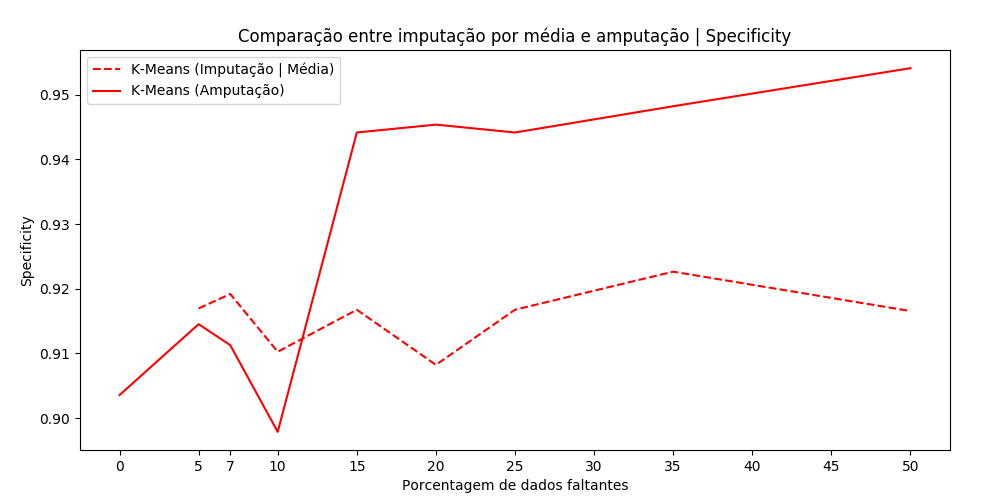 Comparação entre imputação por média e amputação | Specificity
K-Means (Imputação | Média)
K-Means (Amputação)
Specificity
0.95
0.94
0.93
0.92
0.91
0.90
0 5 7 10 15 20 25 30 35 40 45 50
Porcentagem de dados faltantes